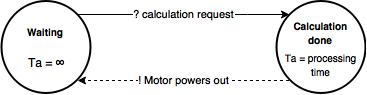 Waiting
Ta = ∞
? calculation request
! Motor powers out
Calculation
done
Ta = processing
time